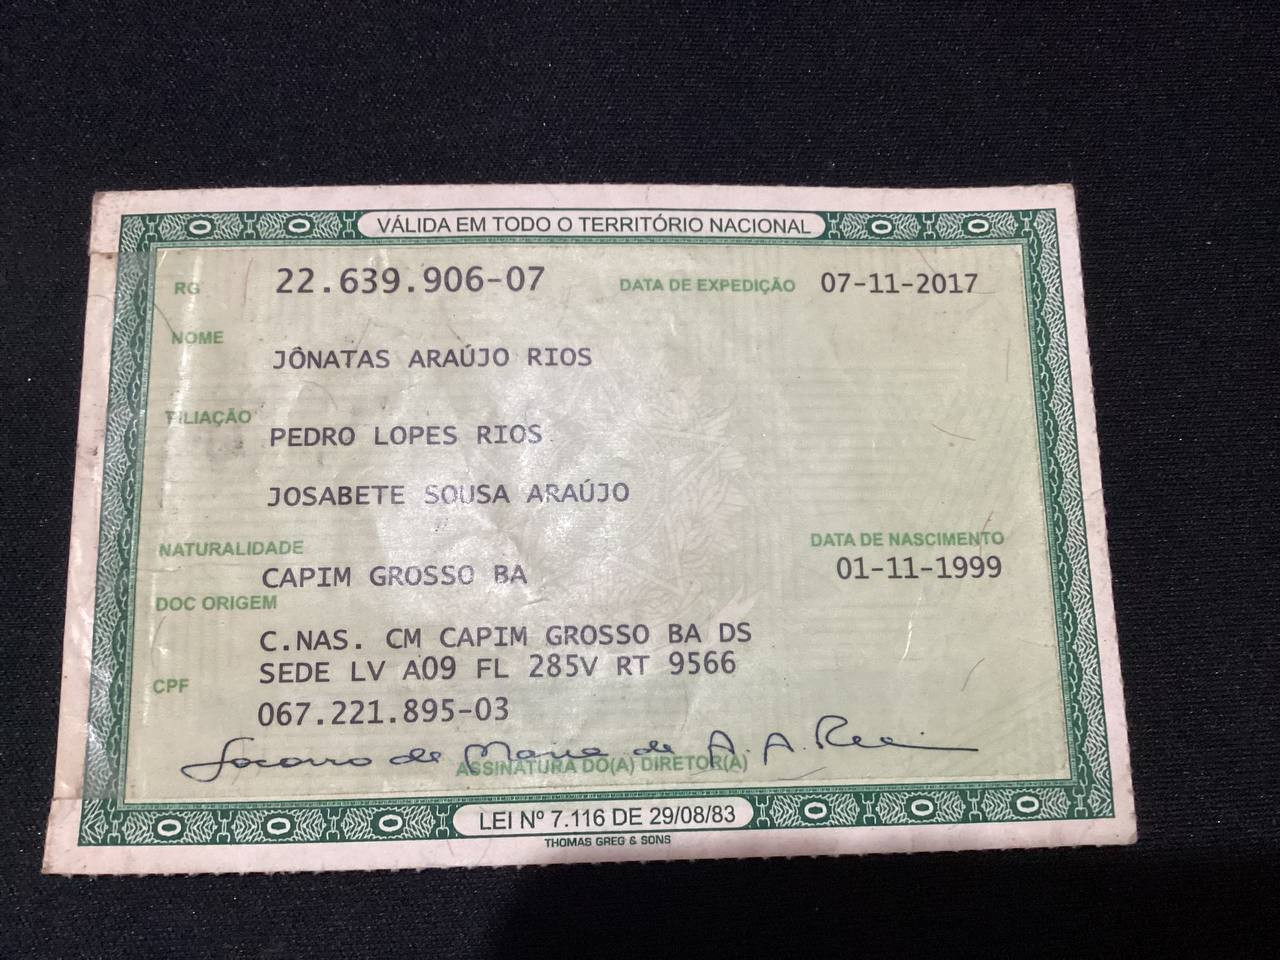 VÁLIDA EM TODO O TERRITÓRIO NACIONAL
RG 22.639.906-07 DATA DE EXPEDIÇÃO 07-11-2017
NOME
JÔNATAS ARAÚJO RIOS
FILIAÇÃO
PEDRO LOPES RIOS
JOSABETE SOUSA ARAÚJO
NATURALIDADE DATA DE NASCIMENTO
CAPIM GROSSO BA 01-11-1999
DOC ORIGEM
C.NAS. CM CAPIM GROSSO BA DS
SEDE LV A09 FL 285V RT 9566
CPF
067.221.895-03
Socorro de Maria de A. A.
ASSINATURA DO(A) DIRETOR(A)
LEI Nº 7.116 DE 29/08/83
THOMAS GREG & SONS